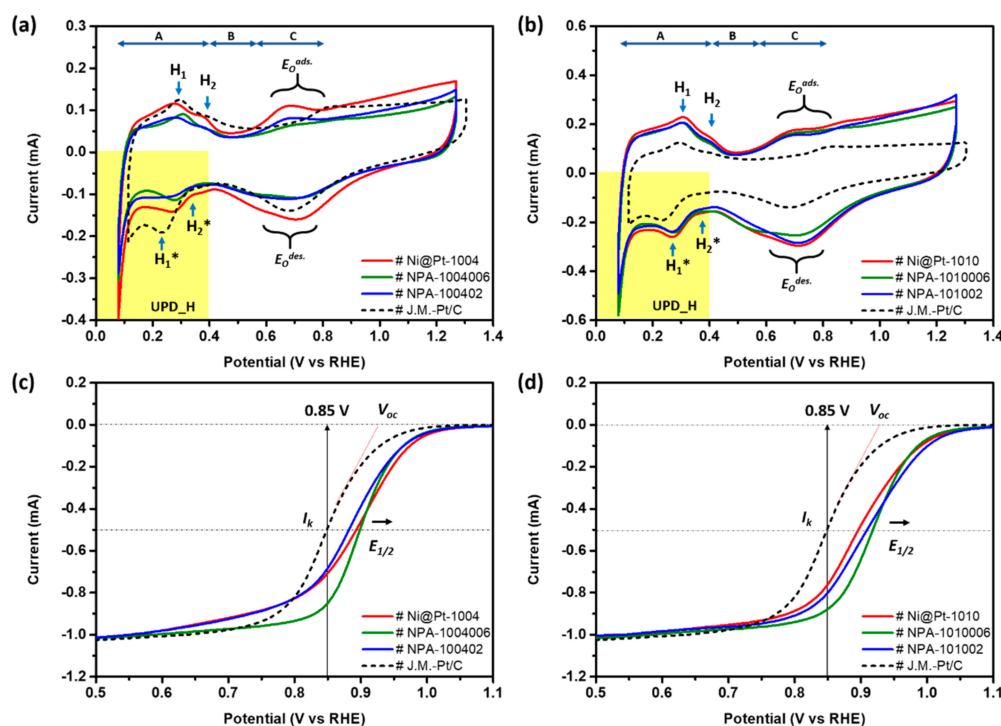 (a)
A B C
H1 H2 EO^ads.
H1* H2* EO^des.
UPD_H
# Ni@Pt-1004
# NPA-1004006
# NPA-100402
# J.M.-Pt/C
0.3
0.2
0.1
0.0
-0.1
-0.2
-0.3
-0.4
Current (mA)
0.0 0.2 0.4 0.6 0.8 1.0 1.2 1.4
Potential (V vs RHE)
(b)
A B C
H1 H2 EO^ads.
H1* H2* EO^des.
UPD_H
# Ni@Pt-1010
# NPA-1010006
# NPA-101002
# J.M.-Pt/C
0.6
0.4
0.2
0.0
-0.2
-0.4
-0.6
Current (mA)
0.0 0.2 0.4 0.6 0.8 1.0 1.2 1.4
Potential (V vs RHE)
(c)
0.85 V Voc
Ik
E1/2
# Ni@Pt-1004
# NPA-1004006
# NPA-100402
# J.M.-Pt/C
0.0
-0.2
-0.4
-0.6
-0.8
-1.0
-1.2
Current (mA)
0.5 0.6 0.7 0.8 0.9 1.0 1.1
Potential (V vs RHE)
(d)
0.85 V Voc
Ik
E1/2
# Ni@Pt-1010
# NPA-1010006
# NPA-101002
# J.M.-Pt/C
0.0
-0.2
-0.4
-0.6
-0.8
-1.0
-1.2
Current (mA)
0.5 0.6 0.7 0.8 0.9 1.0 1.1
Potential (V vs RHE)